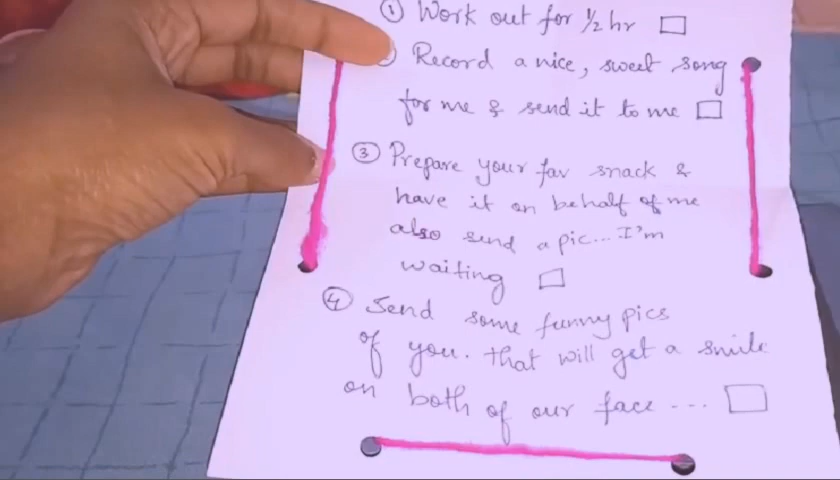 ① Work out for 1/2 hr
Record a nice, sweet song
for me & send it to me
③ Prepare your fav snack &
have it on behalf of me
also send a pic... I'm
waiting
④ Send some funny pics
of you. that will get a smile
on both of our face ...